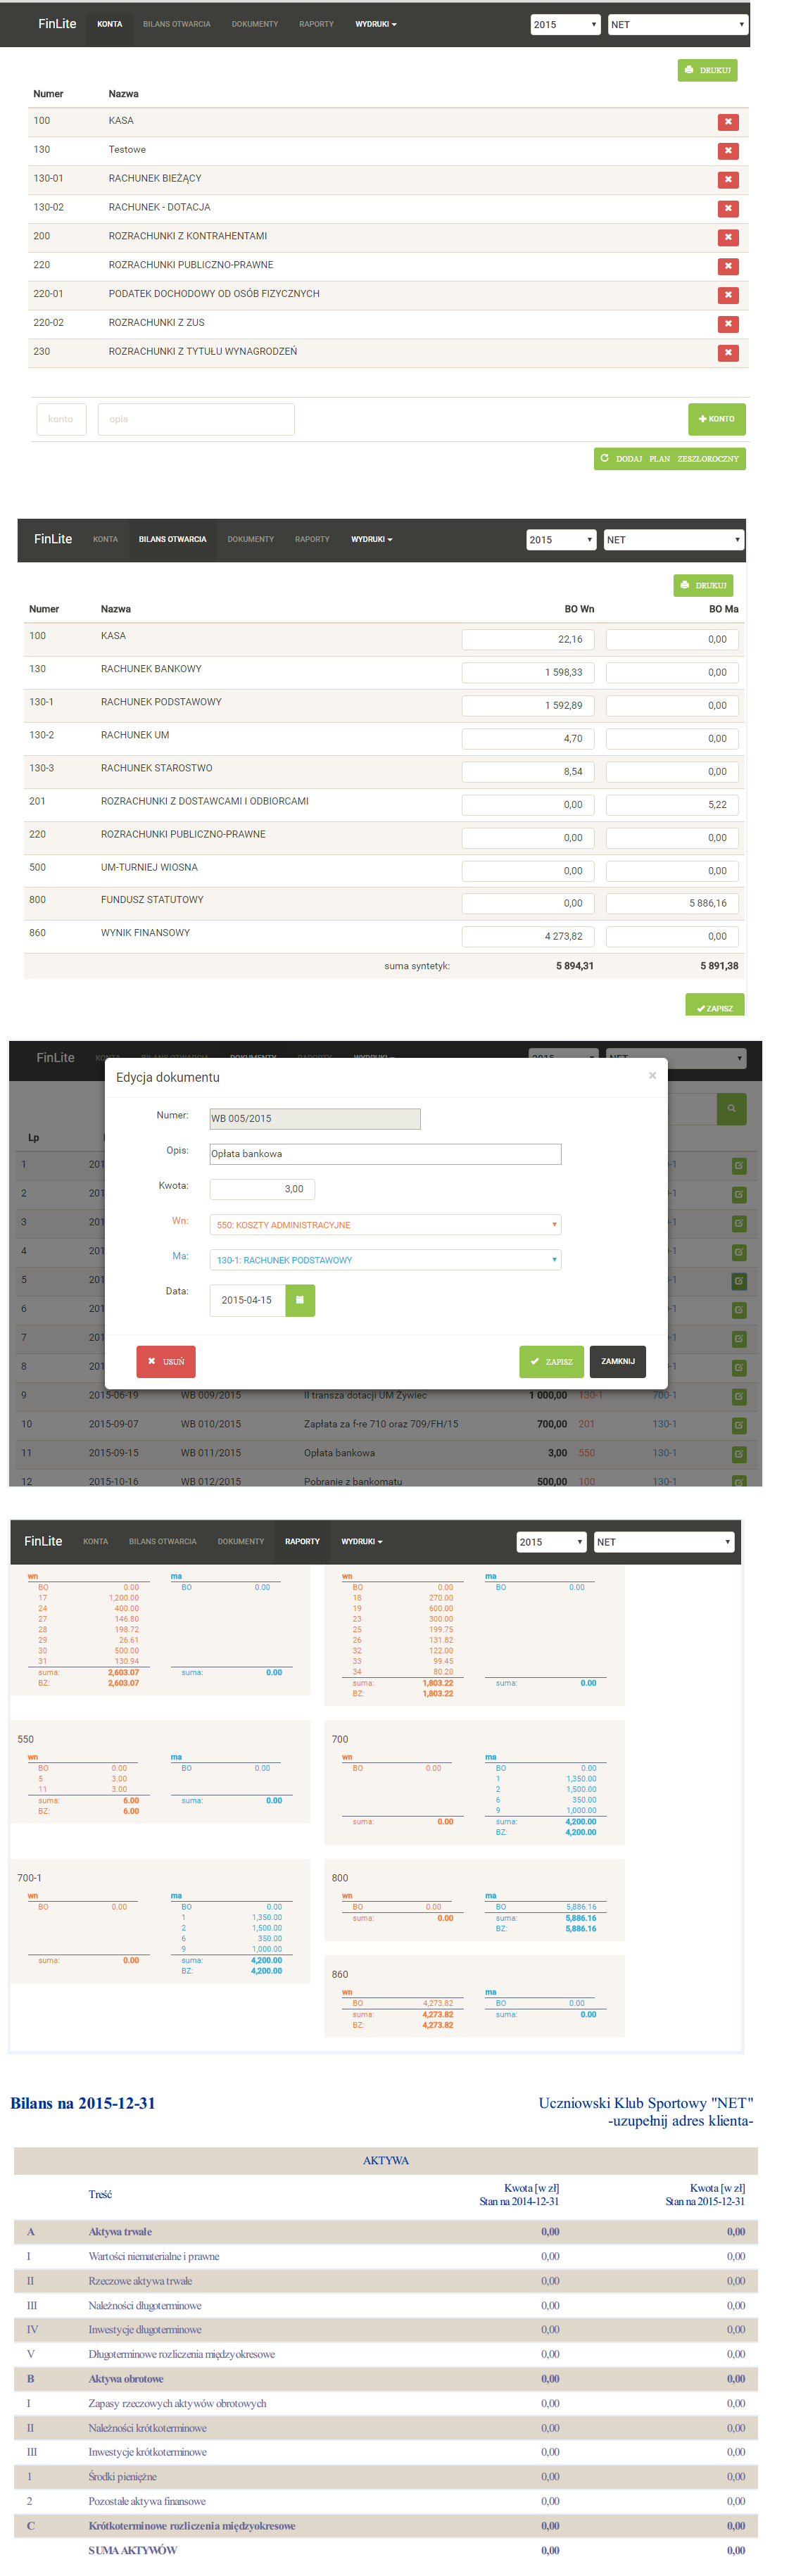 FinLite KONTA BILANS OTWARCIA DOKUMENTY RAPORTY WYDRUKI 2015 NET
DRUKUJ
Numer Nazwa
100 KASA
130 Testowe
130-01 RACHUNEK BIEŻĄCY
130-02 RACHUNEK - DOTACJA
200 ROZRACHUNKI Z KONTRAHENTAMI
220 ROZRACHUNKI PUBLICZNO-PRAWNE
220-01 PODATEK DOCHODOWY OD OSÓB FIZYCZNYCH
220-02 ROZRACHUNKI Z ZUS
230 ROZRACHUNKI Z TYTUŁU WYNAGRODZEŃ
konto opis KONTO
DODAJ PLAN ZESZLOROCZNY
FinLite KONTA BILANS OTWARCIA DOKUMENTY RAPORTY WYDRUKI 2015 NET
DRUKUJ
Numer Nazwa BO Wn BO Ma
100 KASA 22,16 0,00
130 RACHUNEK BANKOWY 1 598,33 0,00
130-1 RACHUNEK PODSTAWOWY 1 592,89 0,00
130-2 RACHUNEK UM 4,70 0,00
130-3 RACHUNEK STAROSTWO 8,54 0,00
201 ROZRACHUNKI Z DOSTAWCAMI I ODBIORCAMI 0,00 5,22
220 ROZRACHUNKI PUBLICZNO-PRAWNE 0,00 0,00
500 UM-TURNIEJ WIOSNA 0,00 0,00
800 FUNDUSZ STATUTOWY 0,00 5 886,16
860 WYNIK FINANSOWY 4 273,82 0,00
suma syntetyk: 5 894,31 5 891,38
ZAPISZ
FinLite
Edycja dokumentu
Lp
Numer: WB 005/2015
Opis: Opłata bankowa
Kwota: 3,00
Wn: 550: KOSZTY ADMINISTRACYJNE
Ma: 130-1: RACHUNEK PODSTAWOWY
Data: 2015-04-15
USUŃ ZAPISZ ZAMKNIJ
1 201
2 201
3 201
4 201
5 201
6 201
7 201
8 201
9 2015-06-19 WB 009/2015 II transza dotacji UM Żywiec 1 000,00 130-1 700-1
10 2015-09-07 WB 010/2015 Zapłata za f-re 710 oraz 709/FH/15 700,00 201 130-1
11 2015-09-15 WB 011/2015 Opłata bankowa 3,00 550 130-1
12 2015-10-16 WB 012/2015 Pobranie z bankomatu 500,00 100 130-1
FinLite KONTA BILANS OTWARCIA DOKUMENTY RAPORTY WYDRUKI 2015 NET
wn ma
BO 0.00 BO 0.00
17 1,200.00
24 400.00
27 146.80
28 198.72
29 26.61
30 500.00
31 130.94
suma: 2,603.07 suma: 0.00
BZ: 2,603.07
wn ma
BO 0.00 BO 0.00
18 270.00
19 600.00
23 300.00
25 199.75
26 131.82
32 122.00
33 99.45
34 80.20
suma: 1,803.22 suma: 0.00
BZ: 1,803.22
550
wn ma
BO 0.00 BO 0.00
5 3.00
11 3.00
suma: 6.00 suma: 0.00
BZ: 6.00
700
wn ma
BO 0.00 BO 0.00
1 1,350.00
2 1,500.00
6 350.00
9 1,000.00
suma: 0.00 suma: 4,200.00
BZ: 4,200.00
700-1
wn ma
BO 0.00 BO 0.00
1 1,350.00
2 1,500.00
6 350.00
9 1,000.00
suma: 0.00 suma: 4,200.00
BZ: 4,200.00
800
wn ma
BO 0.00 BO 5,886.16
suma: 0.00 suma: 5,886.16
BZ: 5,886.16
860
wn ma
BO 4,273.82 BO 0.00
suma: 4,273.82 suma: 0.00
BZ: 4,273.82
Bilans na 2015-12-31 Uczniowski Klub Sportowy "NET"
-uzupełnij adres klienta-
AKTYWA
Treść Kwota [w zł] Kwota [w zł]
Stan na 2014-12-31 Stan na 2015-12-31
A Aktywa trwałe 0,00 0,00
I Wartości niematerialne i prawne 0,00 0,00
II Rzeczowe aktywa trwałe 0,00 0,00
III Należności długoterminowe 0,00 0,00
IV Inwestycje długoterminowe 0,00 0,00
V Długoterminowe rozliczenia międzyokresowe 0,00 0,00
B Aktywa obrotowe 0,00 0,00
I Zapasy rzeczowych aktywów obrotowych 0,00 0,00
II Należności krótkoterminowe 0,00 0,00
III Inwestycje krótkoterminowe 0,00 0,00
1 Środki pieniężne 0,00 0,00
2 Pozostałe aktywa finansowe 0,00 0,00
C Krótkoterminowe rozliczenia międzyokresowe 0,00 0,00
SUMA AKTYWÓW 0,00 0,00